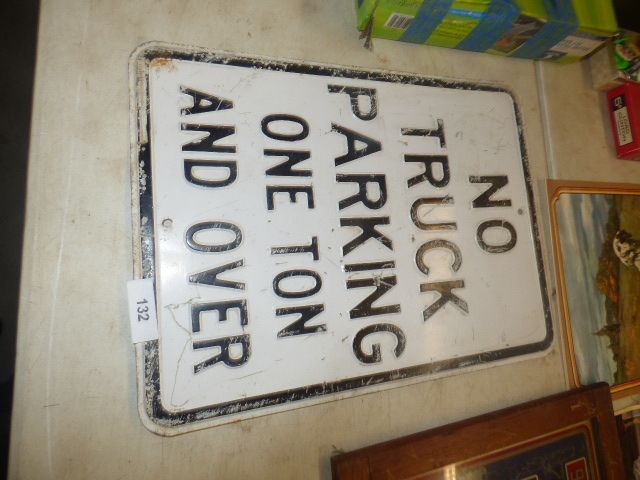 NO
TRUCK
PARKING
ONE TON
AND OVER
132